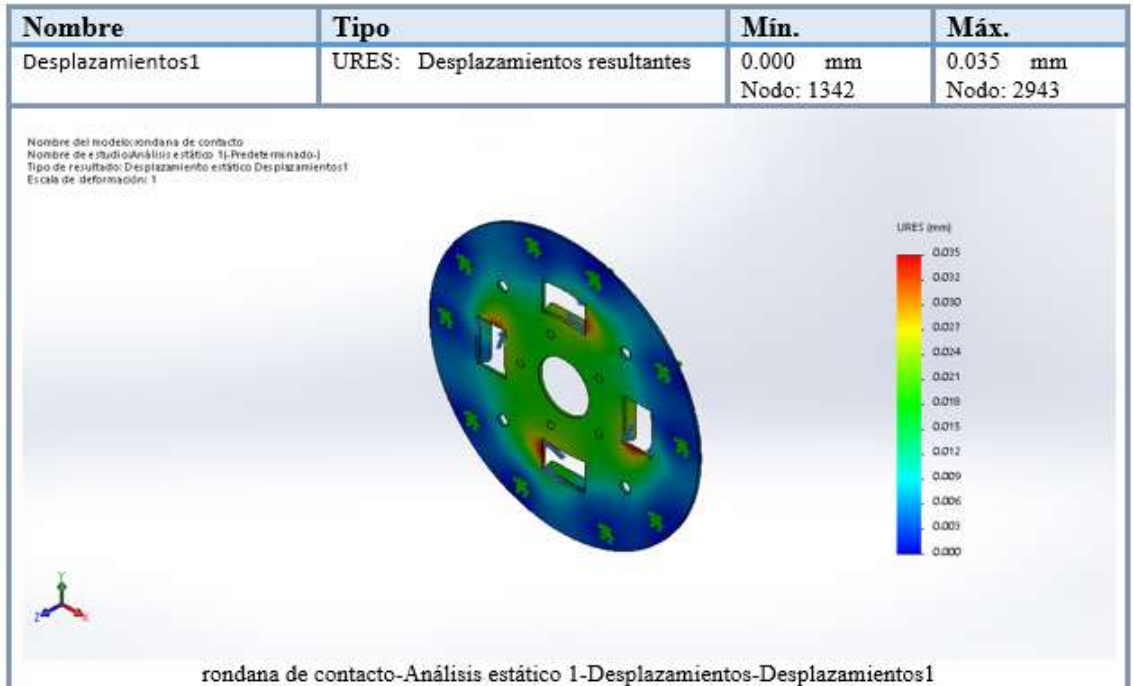 Nombre Tipo Mín. Máx.
Desplazamientos1 URES: Desplazamientos resultantes 0.000 mm 0.035 mm
Nodo: 1342 Nodo: 2943
Nombre del modelo:rondana de contacto
Nombre de estudio:Análisis estático 1(-Predeterminado-)
Tipo de resultado: Desplazamiento estático Desplazamientos1
Escala de deformación: 1
URES (mm)
0.035
0.032
0.030
0.027
0.024
0.021
0.018
0.015
0.012
0.009
0.006
0.003
0.000
Y
Z X
rondana de contacto-Análisis estático 1-Desplazamientos-Desplazamientos1